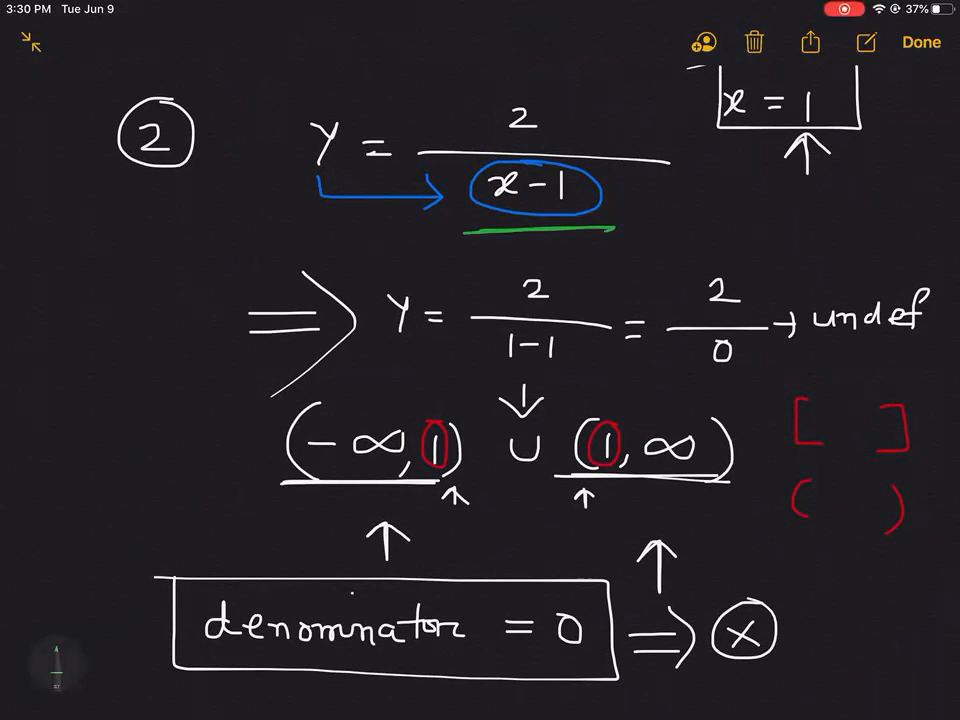 3:30 PM Tue Jun 9
37%
Done
x = 1
2
y = 2 / x - 1
⇒ y = 2 / 1 - 1 = 2 / 0 → undef
(-∞, 1) ∪ (1, ∞)
[ ]
( )
denominator = 0 ⇒ x